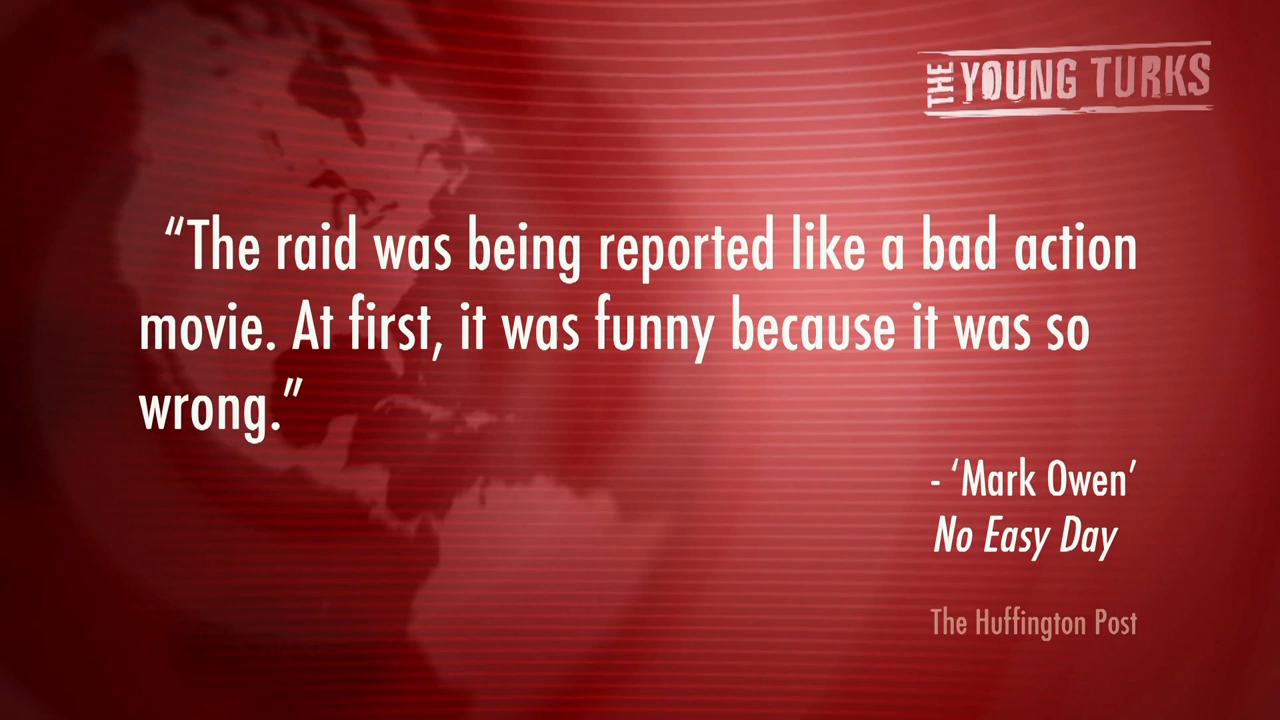 THE YOUNG TURKS
“The raid was being reported like a bad action
movie. At first, it was funny because it was so
wrong.”
- ‘Mark Owen’
No Easy Day
The Huffington Post